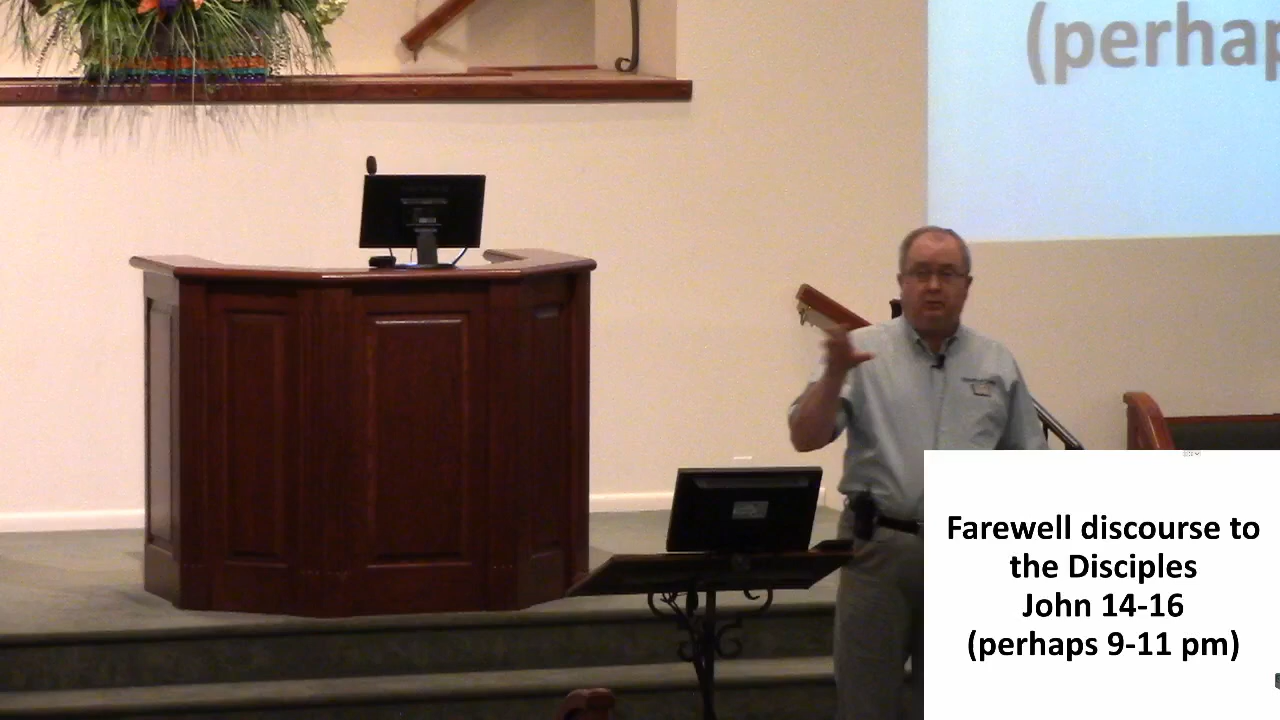 (perhap
Farewell discourse to
the Disciples
John 14-16
(perhaps 9-11 pm)